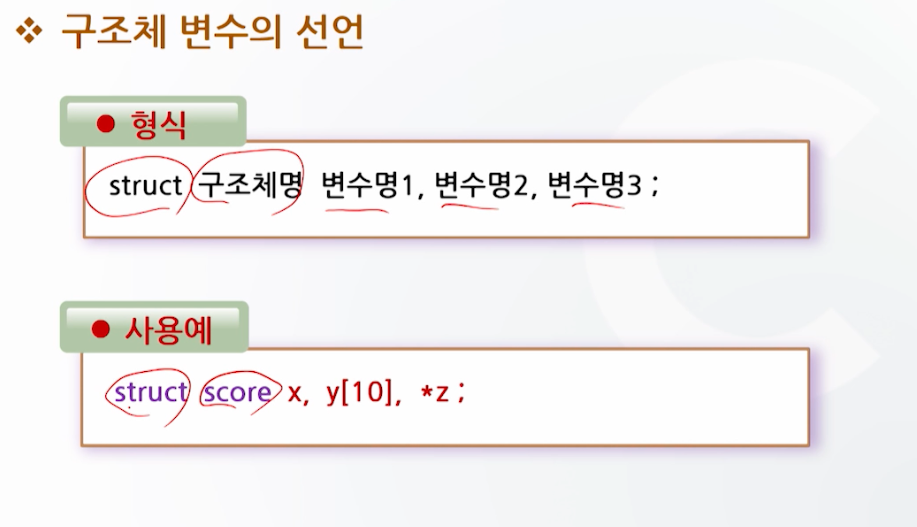 ❖ 구조체 변수의 선언
● 형식
struct 구조체명 변수명1, 변수명2, 변수명3 ;
● 사용예
struct score x, y[10], *z ;